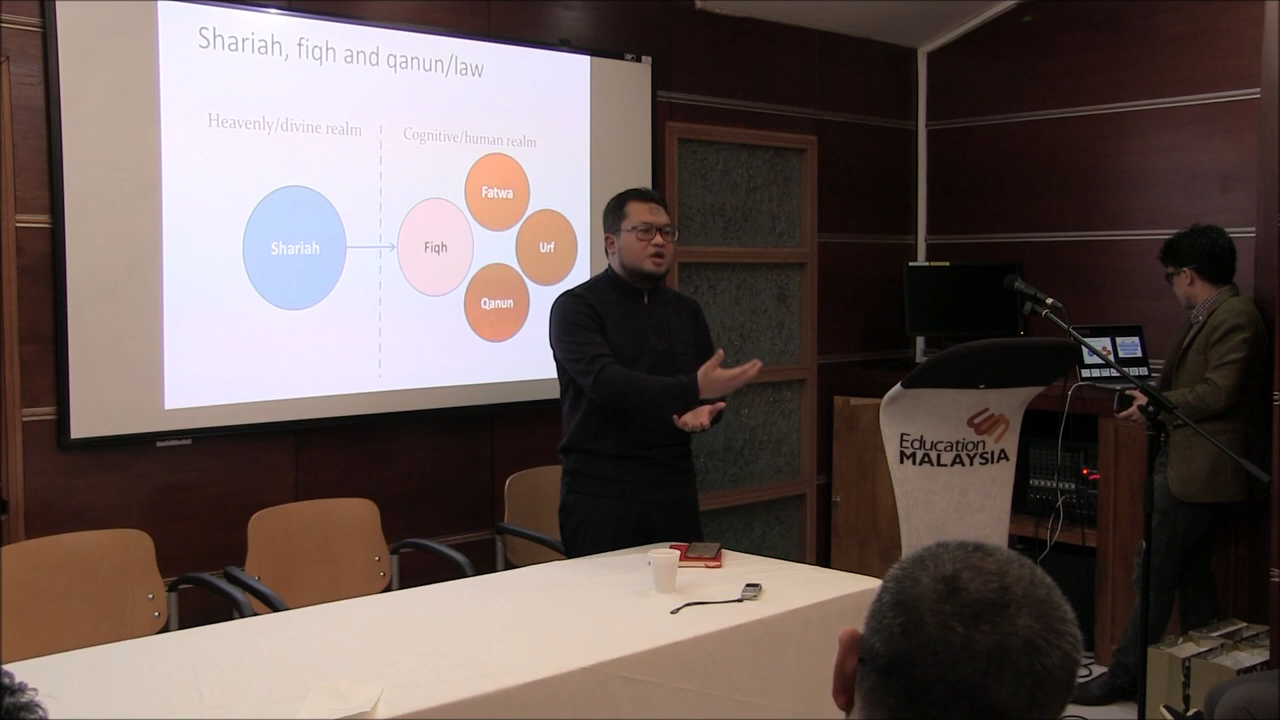 Shariah, fiqh and qanun/law
Heavenly/divine realm
Cognitive/human realm
Fatwa
Shariah
Fiqh
Urf
Qanun
Education
MALAYSIA